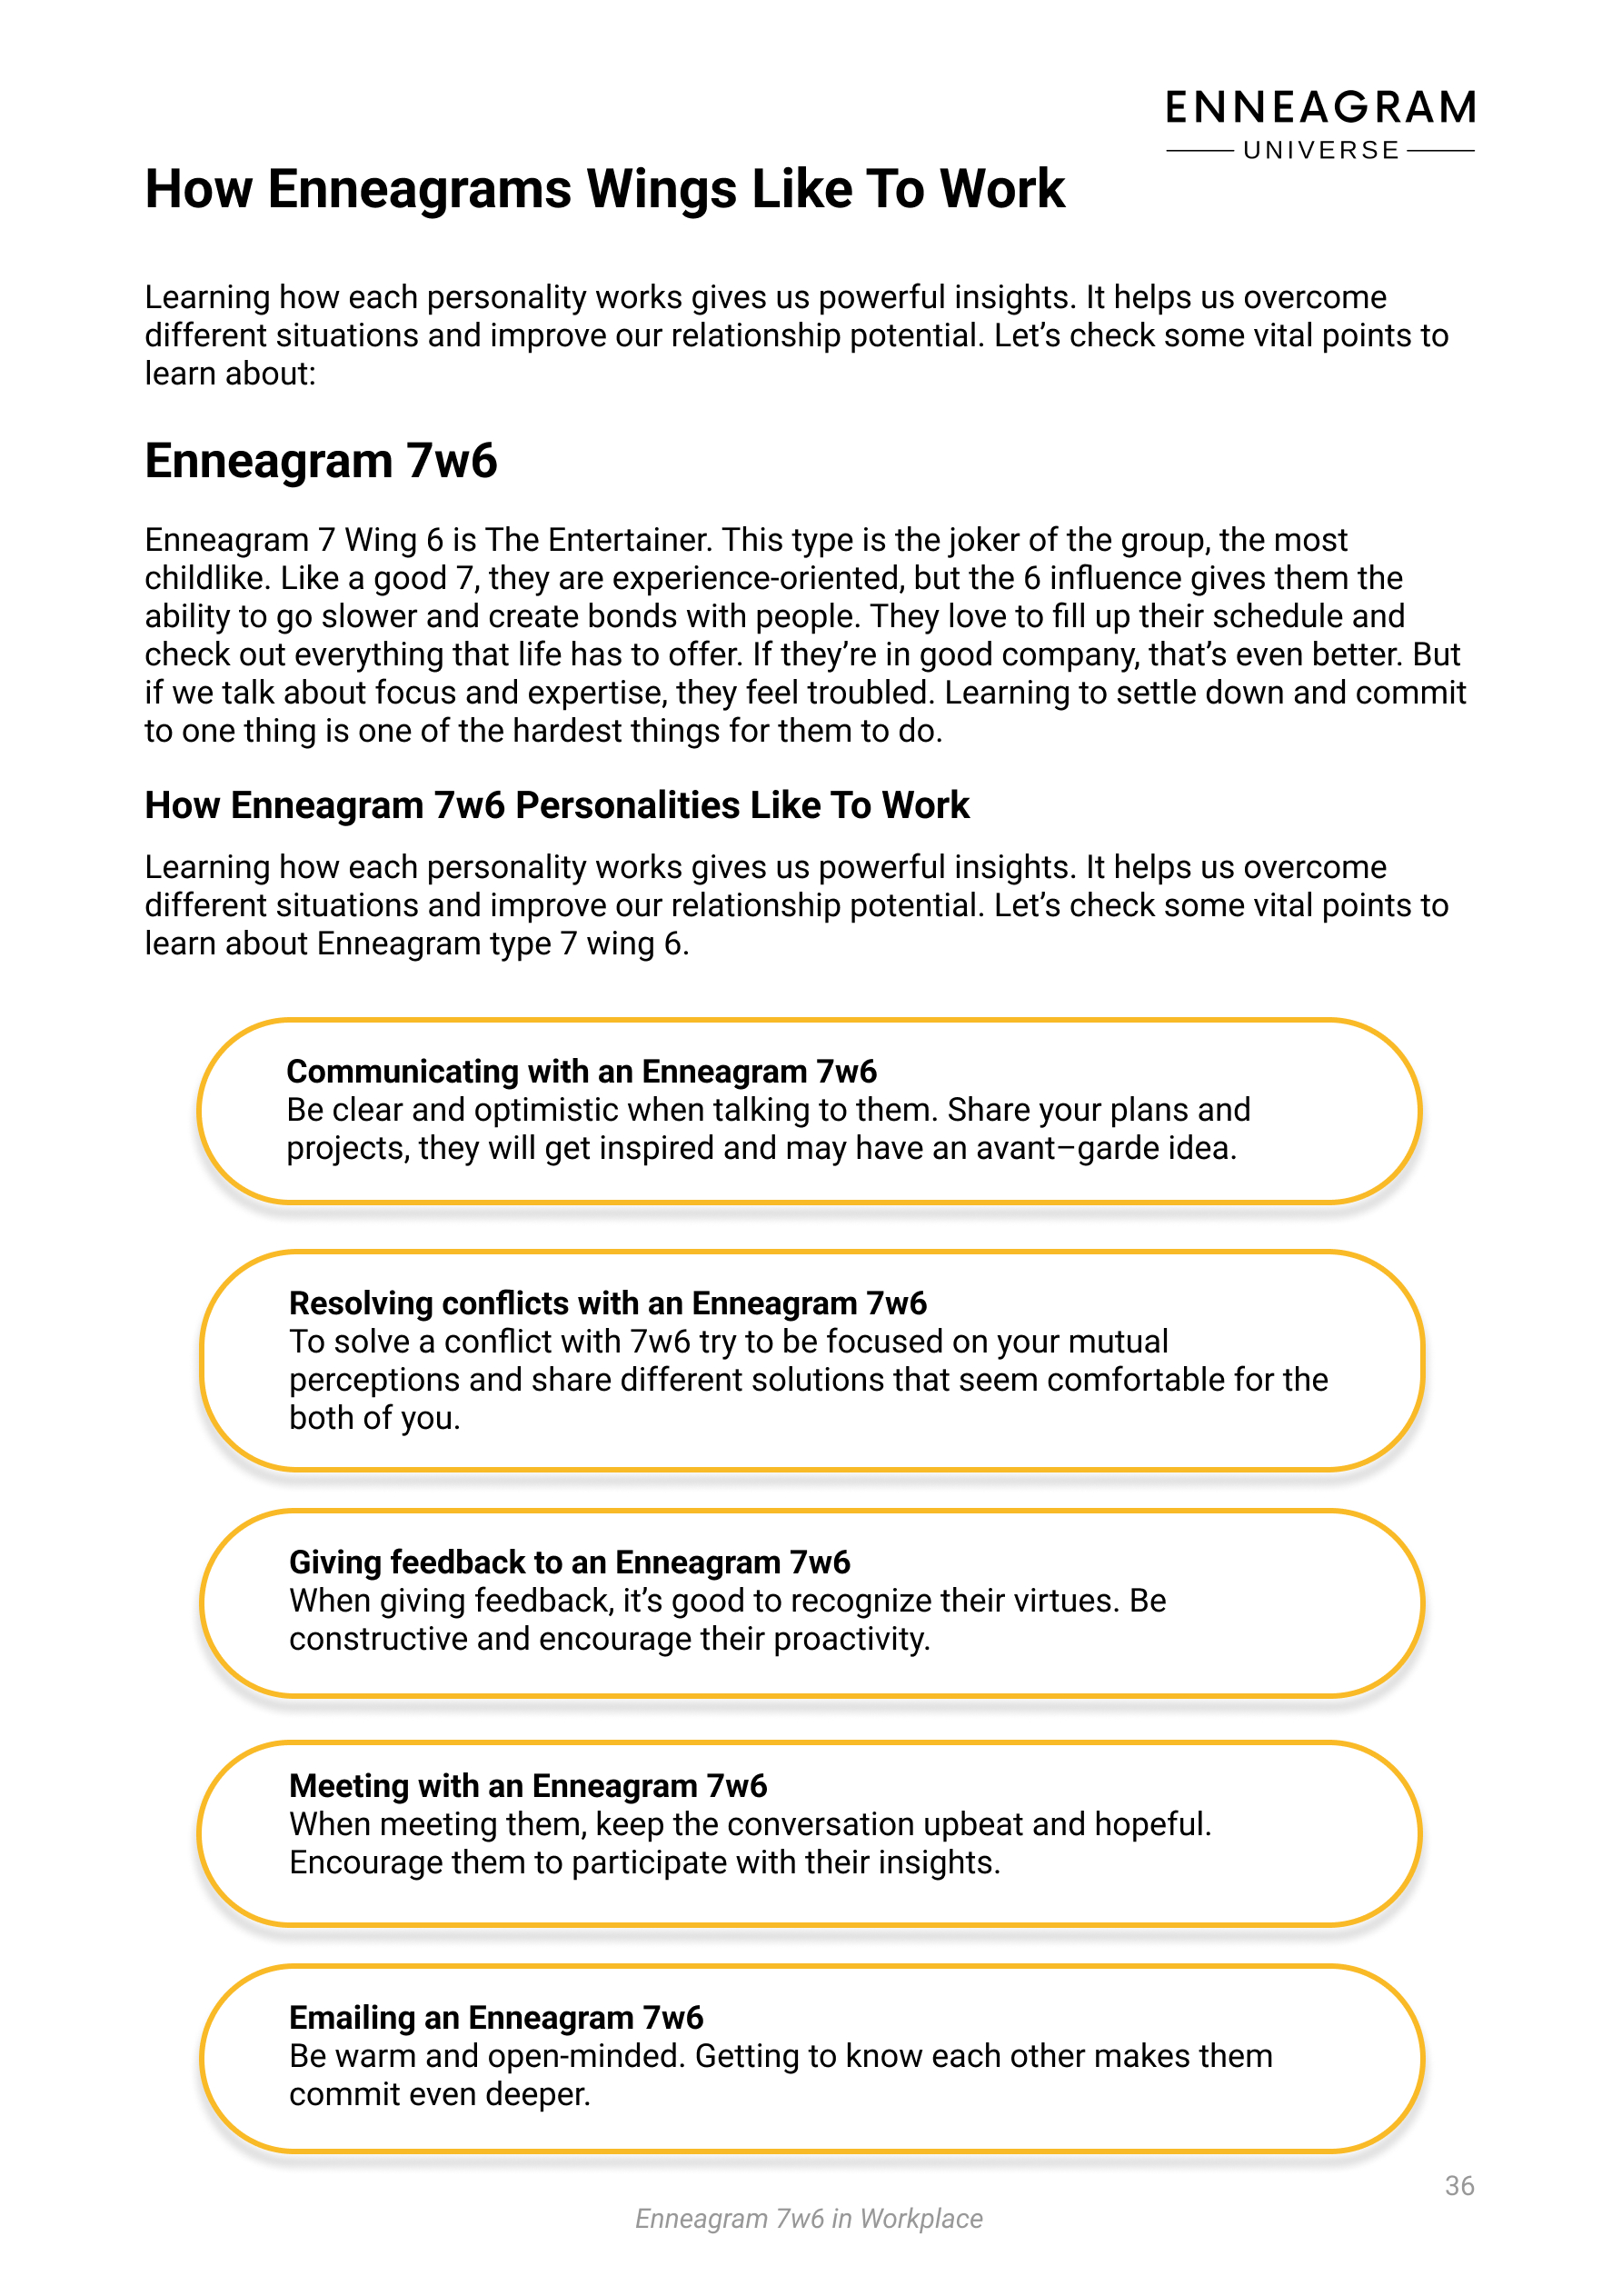 ENNEAGRAM
UNIVERSE
How Enneagrams Wings Like To Work
Learning how each personality works gives us powerful insights. It helps us overcome
different situations and improve our relationship potential. Let’s check some vital points to
learn about:
Enneagram 7w6
Enneagram 7 Wing 6 is The Entertainer. This type is the joker of the group, the most
childlike. Like a good 7, they are experience-oriented, but the 6 influence gives them the
ability to go slower and create bonds with people. They love to fill up their schedule and
check out everything that life has to offer. If they’re in good company, that’s even better. But
if we talk about focus and expertise, they feel troubled. Learning to settle down and commit
to one thing is one of the hardest things for them to do.
How Enneagram 7w6 Personalities Like To Work
Learning how each personality works gives us powerful insights. It helps us overcome
different situations and improve our relationship potential. Let’s check some vital points to
learn about Enneagram type 7 wing 6.
Communicating with an Enneagram 7w6
Be clear and optimistic when talking to them. Share your plans and
projects, they will get inspired and may have an avant–garde idea.
Resolving conflicts with an Enneagram 7w6
To solve a conflict with 7w6 try to be focused on your mutual
perceptions and share different solutions that seem comfortable for the
both of you.
Giving feedback to an Enneagram 7w6
When giving feedback, it’s good to recognize their virtues. Be
constructive and encourage their proactivity.
Meeting with an Enneagram 7w6
When meeting them, keep the conversation upbeat and hopeful.
Encourage them to participate with their insights.
Emailing an Enneagram 7w6
Be warm and open-minded. Getting to know each other makes them
commit even deeper.
36
Enneagram 7w6 in Workplace